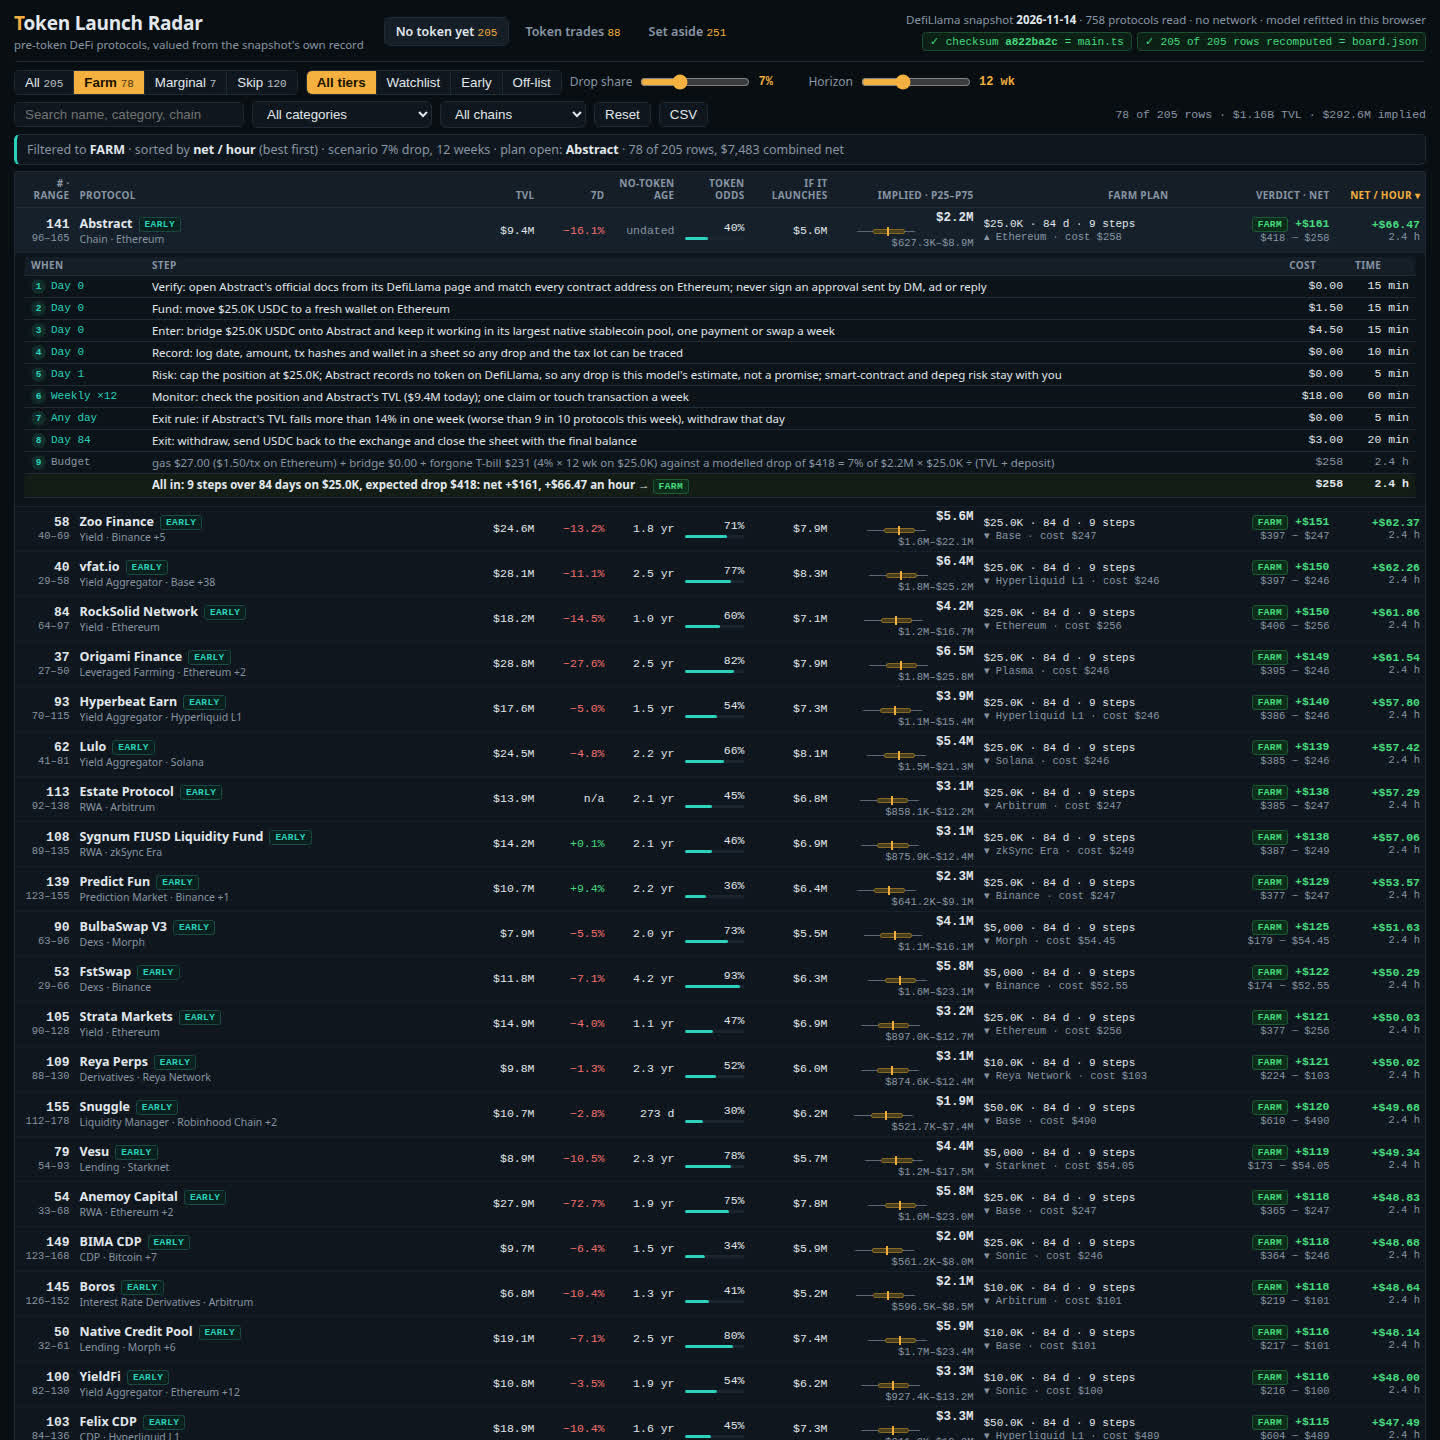 Token Launch Radar
pre-token DeFi protocols, valued from the snapshot's own record
No token yet 205 Token trades 88 Set aside 251
DefiLlama snapshot 2026-11-14 · 758 protocols read · no network · model refitted in this browser
✓ checksum a822ba2c = main.ts ✓ 205 of 205 rows recomputed = board.json
All 205 Farm 78 Marginal 7 Skip 120 All tiers Watchlist Early Off-list Drop share 7% Horizon 12 wk
Search name, category, chain All categories All chains Reset CSV 78 of 205 rows · $1.16B TVL · $292.6M implied
Filtered to FARM · sorted by net / hour (best first) · scenario 7% drop, 12 weeks · plan open: Abstract · 78 of 205 rows, $7,483 combined net
# · RANGE PROTOCOL TVL 7D NO-TOKEN AGE TOKEN ODDS IF IT LAUNCHES IMPLIED · P25–P75 FARM PLAN VERDICT · NET NET / HOUR ▾
141 Abstract EARLY $9.4M −16.1% undated 40% $5.6M $2.2M $25.0K · 84 d · 9 steps FARM +$161 +$66.47
96–165 Chain · Ethereum $627.3K–$8.9M ▴ Ethereum · cost $258 $418 − $258 2.4 h
WHEN STEP COST TIME
1 Day 0 Verify: open Abstract's official docs from its DefiLlama page and match every contract address on Ethereum; never sign an approval sent by DM, ad or reply $0.00 15 min
2 Day 0 Fund: move $25.0K USDC to a fresh wallet on Ethereum $1.50 15 min
3 Day 0 Enter: bridge $25.0K USDC onto Abstract and keep it working in its largest native stablecoin pool, one payment or swap a week $4.50 15 min
4 Day 0 Record: log date, amount, tx hashes and wallet in a sheet so any drop and the tax lot can be traced $0.00 10 min
5 Day 1 Risk: cap the position at $25.0K; Abstract records no token on DefiLlama, so any drop is this model's estimate, not a promise; smart-contract and depeg risk stay with you $0.00 5 min
6 Weekly ×12 Monitor: check the position and Abstract's TVL ($9.4M today); one claim or touch transaction a week $18.00 60 min
7 Any day Exit rule: if Abstract's TVL falls more than 14% in one week (worse than 9 in 10 protocols this week), withdraw that day $0.00 5 min
8 Day 84 Exit: withdraw, send USDC back to the exchange and close the sheet with the final balance $3.00 20 min
9 Budget gas $27.00 ($1.50/tx on Ethereum) + bridge $0.00 + forgone T-bill $231 (4% × 12 wk on $25.0K) against a modelled drop of $418 = 7% of $2.2M × $25.0K ÷ (TVL + deposit) $258 2.4 h
All in: 9 steps over 84 days on $25.0K, expected drop $418: net +$161, +$66.47 an hour → FARM $258 2.4 h
58 Zoo Finance EARLY $24.6M −13.2% 1.8 yr 71% $7.9M $5.6M $25.0K · 84 d · 9 steps FARM +$151 +$62.37
40–69 Yield · Binance +5 $1.6M–$22.1M ▾ Base · cost $247 $397 − $247 2.4 h
40 vfat.io EARLY $28.1M −11.1% 2.5 yr 77% $8.3M $6.4M $25.0K · 84 d · 9 steps FARM +$150 +$62.26
29–58 Yield Aggregator · Base +38 $1.8M–$25.2M ▾ Hyperliquid L1 · cost $246 $397 − $246 2.4 h
84 RockSolid Network EARLY $18.2M −14.5% 1.0 yr 60% $7.1M $4.2M $25.0K · 84 d · 9 steps FARM +$150 +$61.86
64–97 Yield · Ethereum $1.2M–$16.7M ▾ Ethereum · cost $256 $406 − $256 2.4 h
37 Origami Finance EARLY $28.8M −27.6% 2.5 yr 82% $7.9M $6.5M $25.0K · 84 d · 9 steps FARM +$149 +$61.54
27–50 Leveraged Farming · Ethereum +2 $1.8M–$25.8M ▾ Plasma · cost $246 $395 − $246 2.4 h
93 Hyperbeat Earn EARLY $17.6M −5.0% 1.5 yr 54% $7.3M $3.9M $25.0K · 84 d · 9 steps FARM +$140 +$57.80
70–115 Yield Aggregator · Hyperliquid L1 $1.1M–$15.4M ▾ Hyperliquid L1 · cost $246 $386 − $246 2.4 h
62 Lulo EARLY $24.5M −4.8% 2.2 yr 66% $8.1M $5.4M $25.0K · 84 d · 9 steps FARM +$139 +$57.42
41–81 Yield Aggregator · Solana $1.5M–$21.3M ▾ Solana · cost $246 $385 − $246 2.4 h
113 Estate Protocol EARLY $13.9M n/a 2.1 yr 45% $6.8M $3.1M $25.0K · 84 d · 9 steps FARM +$138 +$57.29
92–138 RWA · Arbitrum $858.1K–$12.2M ▾ Arbitrum · cost $247 $385 − $247 2.4 h
108 Sygnum FIUSD Liquidity Fund EARLY $14.2M +0.1% 2.1 yr 46% $6.9M $3.1M $25.0K · 84 d · 9 steps FARM +$138 +$57.06
89–135 RWA · zkSync Era $875.9K–$12.4M ▾ zkSync Era · cost $249 $387 − $249 2.4 h
139 Predict Fun EARLY $10.7M +9.4% 2.2 yr 36% $6.4M $2.3M $25.0K · 84 d · 9 steps FARM +$129 +$53.57
123–155 Prediction Market · Binance +1 $641.2K–$9.1M ▾ Binance · cost $247 $377 − $247 2.4 h
90 BulbaSwap V3 EARLY $7.9M −5.5% 2.0 yr 73% $5.5M $4.1M $5,000 · 84 d · 9 steps FARM +$125 +$51.63
63–96 Dexs · Morph $1.1M–$16.1M ▾ Morph · cost $54.45 $179 − $54.45 2.4 h
53 FstSwap EARLY $11.8M −7.1% 4.2 yr 93% $6.3M $5.8M $5,000 · 84 d · 9 steps FARM +$122 +$50.29
29–66 Dexs · Binance $1.6M–$23.1M ▾ Binance · cost $52.55 $174 − $52.55 2.4 h
105 Strata Markets EARLY $14.9M −4.0% 1.1 yr 47% $6.9M $3.2M $25.0K · 84 d · 9 steps FARM +$121 +$50.03
90–128 Yield · Ethereum $897.0K–$12.7M ▾ Ethereum · cost $256 $377 − $256 2.4 h
109 Reya Perps EARLY $9.8M −1.3% 2.3 yr 52% $6.0M $3.1M $10.0K · 84 d · 9 steps FARM +$121 +$50.02
88–130 Derivatives · Reya Network $874.6K–$12.4M ▾ Reya Network · cost $103 $224 − $103 2.4 h
155 Snuggle EARLY $10.7M −2.8% 273 d 30% $6.2M $1.9M $50.0K · 84 d · 9 steps FARM +$120 +$49.68
112–178 Liquidity Manager · Robinhood Chain +2 $521.7K–$7.4M ▾ Base · cost $490 $610 − $490 2.4 h
79 Vesu EARLY $8.9M −10.5% 2.3 yr 78% $5.7M $4.4M $5,000 · 84 d · 9 steps FARM +$119 +$49.34
54–93 Lending · Starknet $1.2M–$17.5M ▾ Starknet · cost $54.05 $173 − $54.05 2.4 h
54 Anemoy Capital EARLY $27.9M −72.7% 1.9 yr 75% $7.8M $5.8M $25.0K · 84 d · 9 steps FARM +$118 +$48.83
33–68 RWA · Ethereum +2 $1.6M–$23.0M ▾ Base · cost $247 $365 − $247 2.4 h
149 BIMA CDP EARLY $9.7M −6.4% 1.5 yr 34% $5.9M $2.0M $25.0K · 84 d · 9 steps FARM +$118 +$48.68
123–168 CDP · Bitcoin +7 $561.2K–$8.0M ▾ Sonic · cost $246 $364 − $246 2.4 h
145 Boros EARLY $6.8M −10.4% 1.3 yr 41% $5.2M $2.1M $10.0K · 84 d · 9 steps FARM +$118 +$48.64
126–152 Interest Rate Derivatives · Arbitrum $596.5K–$8.5M ▾ Arbitrum · cost $101 $219 − $101 2.4 h
50 Native Credit Pool EARLY $19.1M −7.1% 2.5 yr 80% $7.4M $5.9M $10.0K · 84 d · 9 steps FARM +$116 +$48.14
32–61 Lending · Morph +6 $1.7M–$23.4M ▾ Base · cost $101 $217 − $101 2.4 h
100 YieldFi EARLY $10.8M −3.5% 1.9 yr 54% $6.2M $3.3M $10.0K · 84 d · 9 steps FARM +$116 +$48.00
82–130 Yield Aggregator · Ethereum +12 $927.4K–$13.2M ▾ Sonic · cost $100 $216 − $100 2.4 h
103 Felix CDP EARLY $18.9M −10.4% 1.6 yr 45% $7.3M $3.3M $50.0K · 84 d · 9 steps FARM +$115 +$47.49
84–136 CDP · Hyperliquid L1 ▾ Hyperliquid L1 · cost $489 $604 − $489 2.4 h